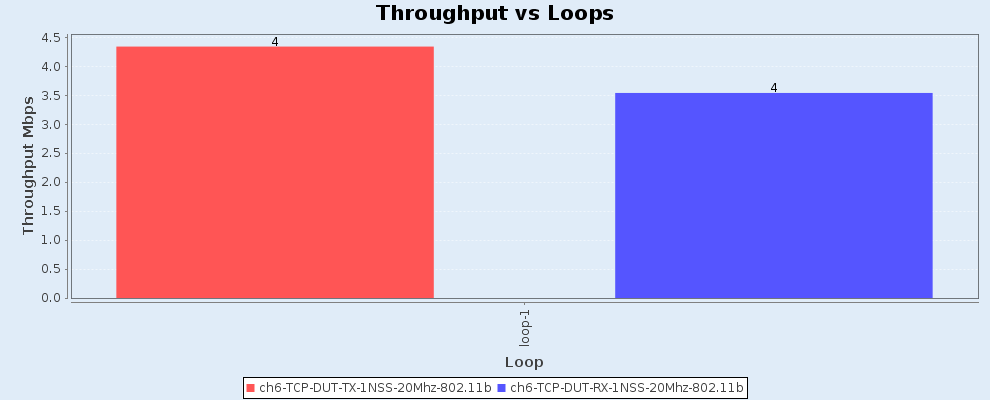 Throughput vs Loops
4
4
4.5
4.0
3.5
3.0
2.5
2.0
1.5
1.0
0.5
0.0
Throughput Mbps
loop-1
Loop
ch6-TCP-DUT-TX-1NSS-20Mhz-802.11b ch6-TCP-DUT-RX-1NSS-20Mhz-802.11b